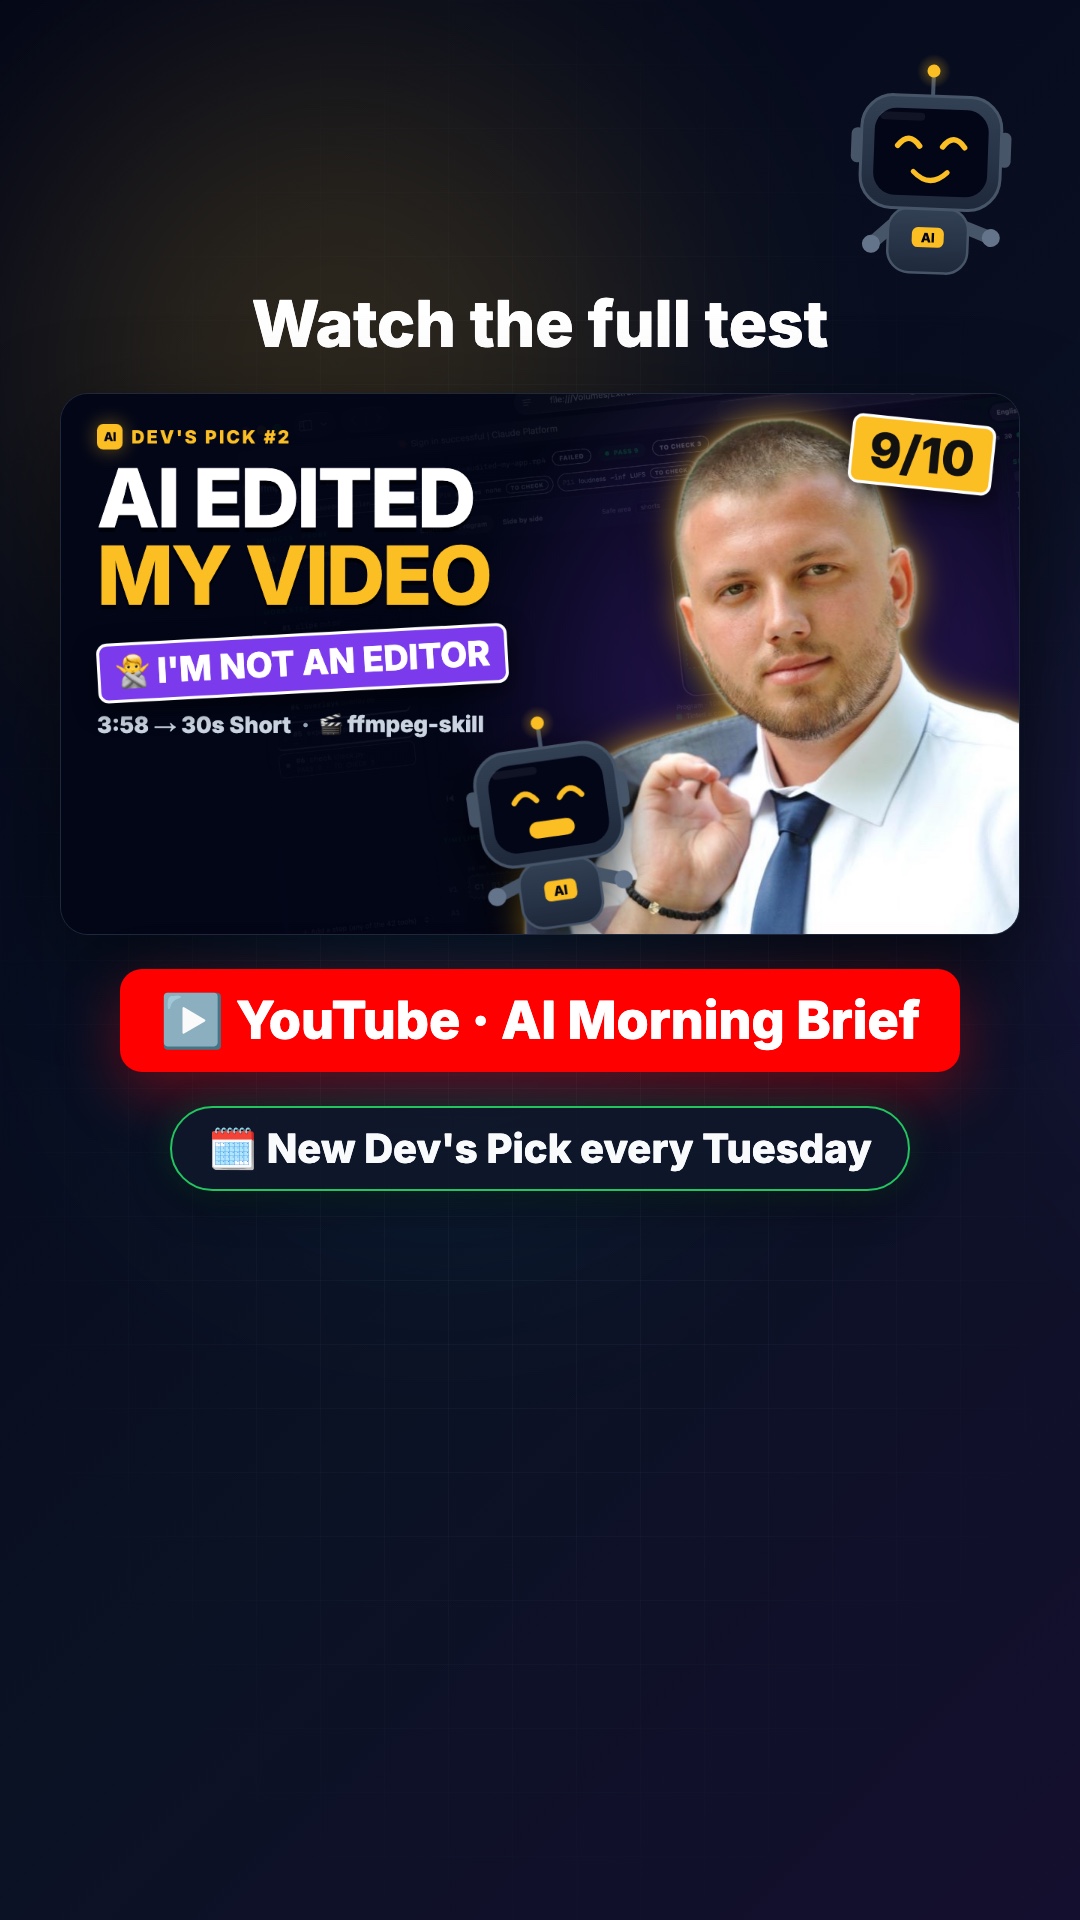 AI
Watch the full test
AI DEV'S PICK #2
9/10
AI EDITED
MY VIDEO
I'M NOT AN EDITOR
3:58 → 30s Short · ffmpeg-skill
AI
YouTube · AI Morning Brief
New Dev's Pick every Tuesday